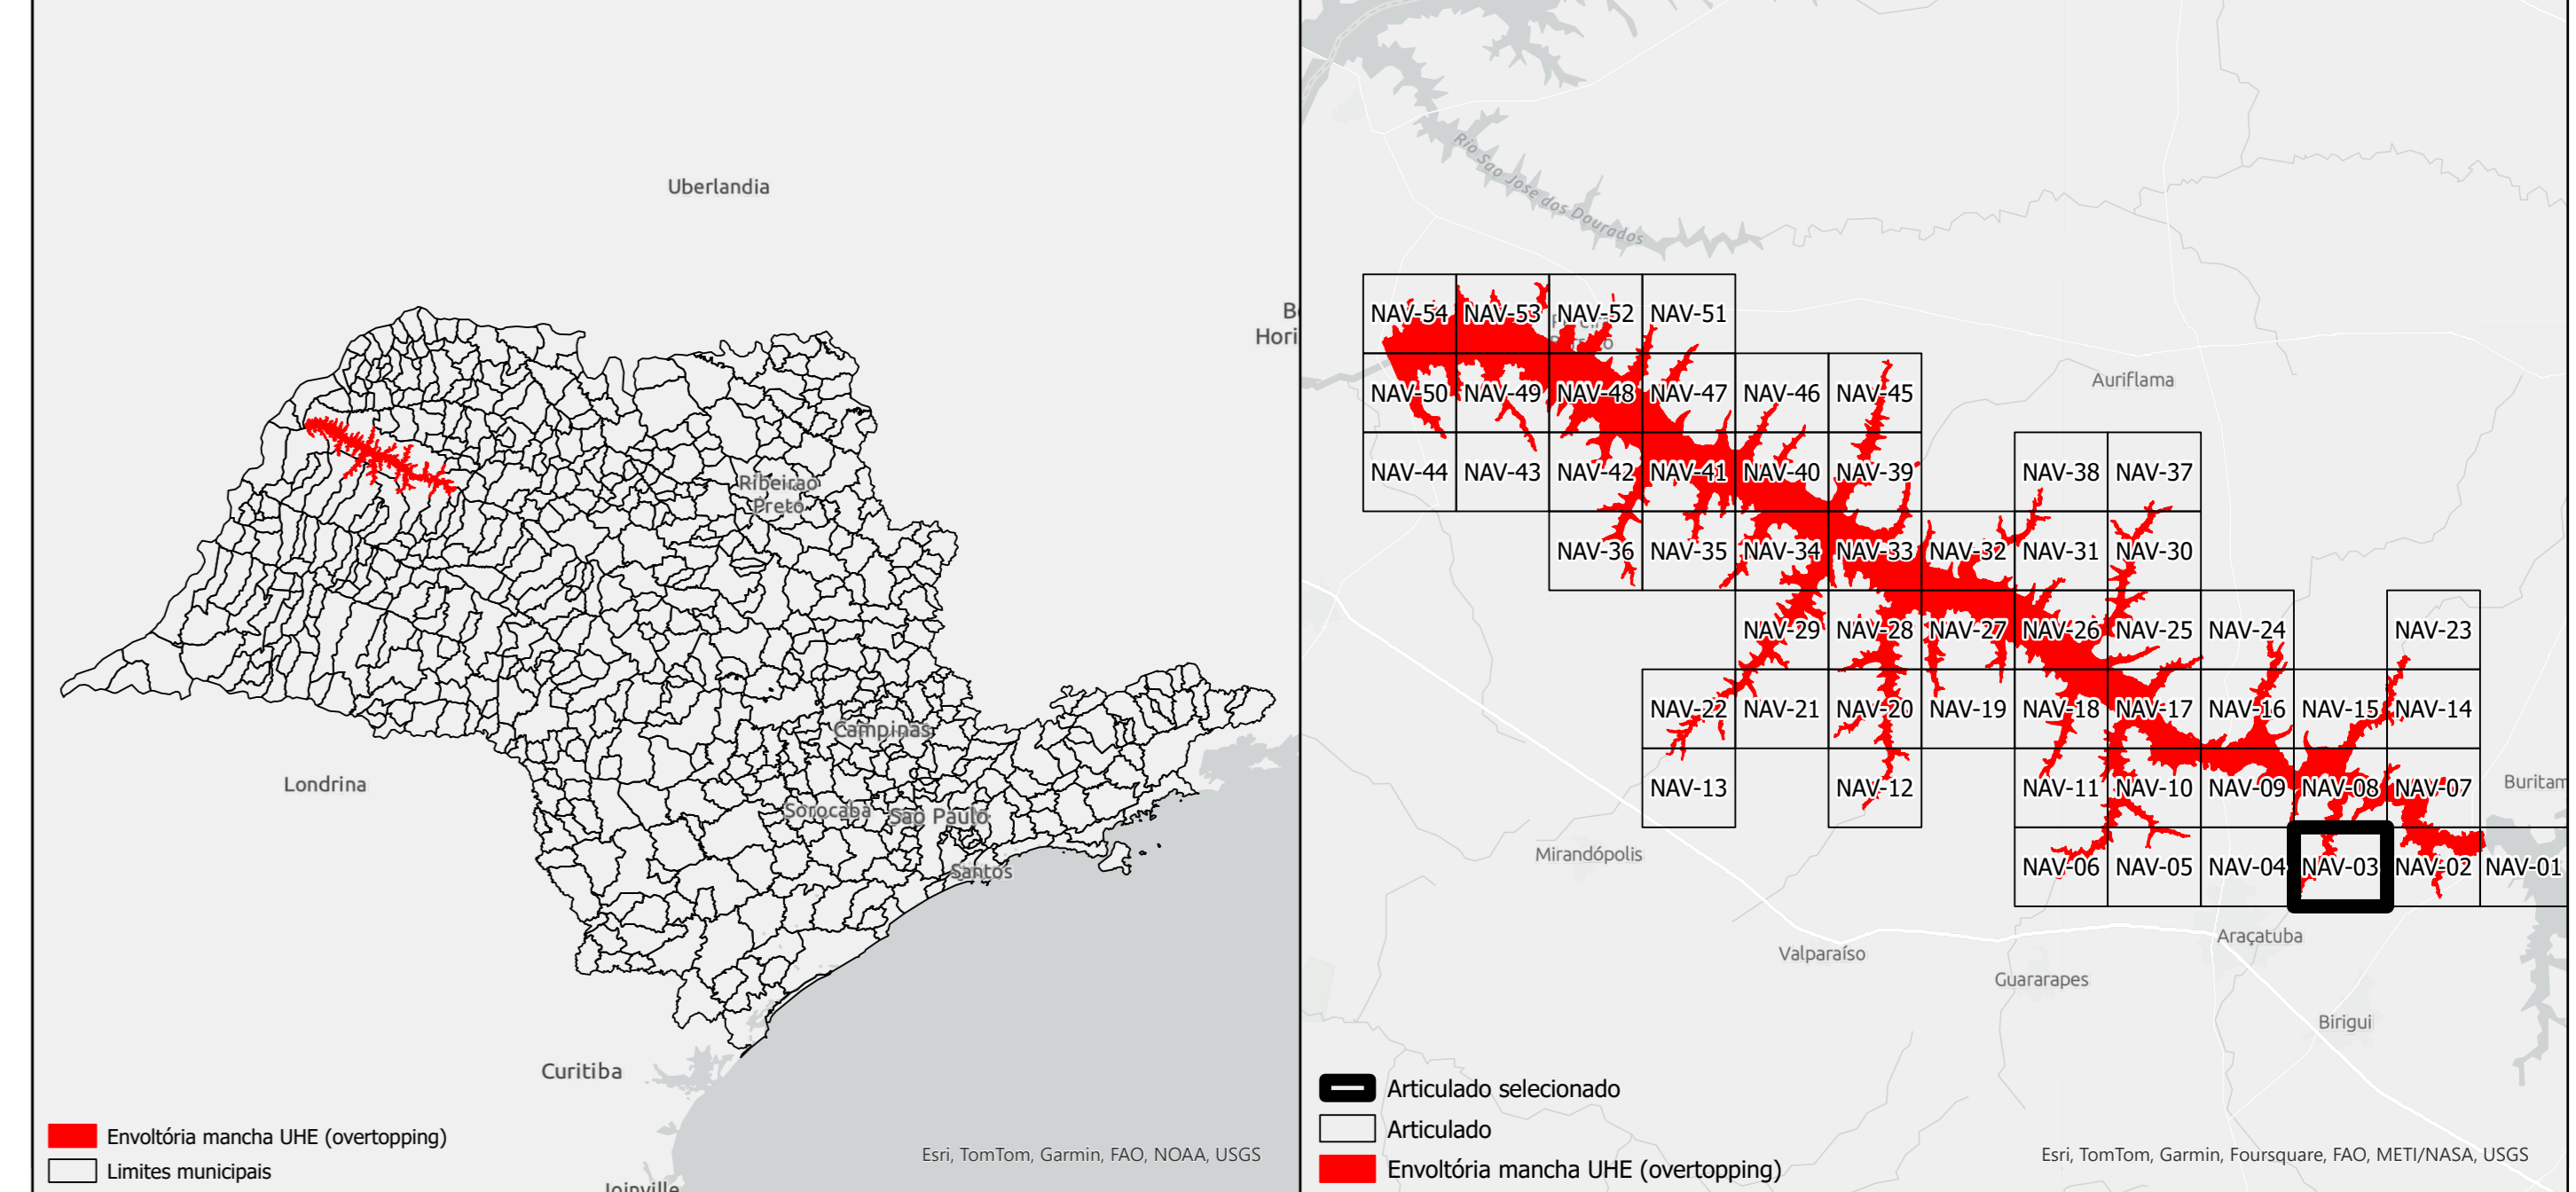 Uberlandia
Ribeirao
Preto
Campinas
Londrina
Sorocaba
Sao Paulo
Santos
Curitiba
Joinville
B
Hori
Envoltória mancha UHE (overtopping)
Limites municipais
Esri, TomTom, Garmin, FAO, NOAA, USGS
Rio Sao Jose dos Dourados
NAV-54 NAV-53 NAV-52 NAV-51
NAV-50 NAV-49 NAV-48 NAV-47 NAV-46 NAV-45
Auriflama
NAV-44 NAV-43 NAV-42 NAV-41 NAV-40 NAV-39 NAV-38 NAV-37
NAV-36 NAV-35 NAV-34 NAV-33 NAV-32 NAV-31 NAV-30
NAV-29 NAV-28 NAV-27 NAV-26 NAV-25 NAV-24 NAV-23
NAV-22 NAV-21 NAV-20 NAV-19 NAV-18 NAV-17 NAV-16 NAV-15 NAV-14
NAV-13 NAV-12 NAV-11 NAV-10 NAV-09 NAV-08 NAV-07
Buritam
Mirandópolis
NAV-06 NAV-05 NAV-04 NAV-03 NAV-02 NAV-01
Araçatuba
Valparaíso
Guararapes
Birigui
Articulado selecionado
Articulado
Envoltória mancha UHE (overtopping)
Esri, TomTom, Garmin, Foursquare, FAO, METI/NASA, USGS